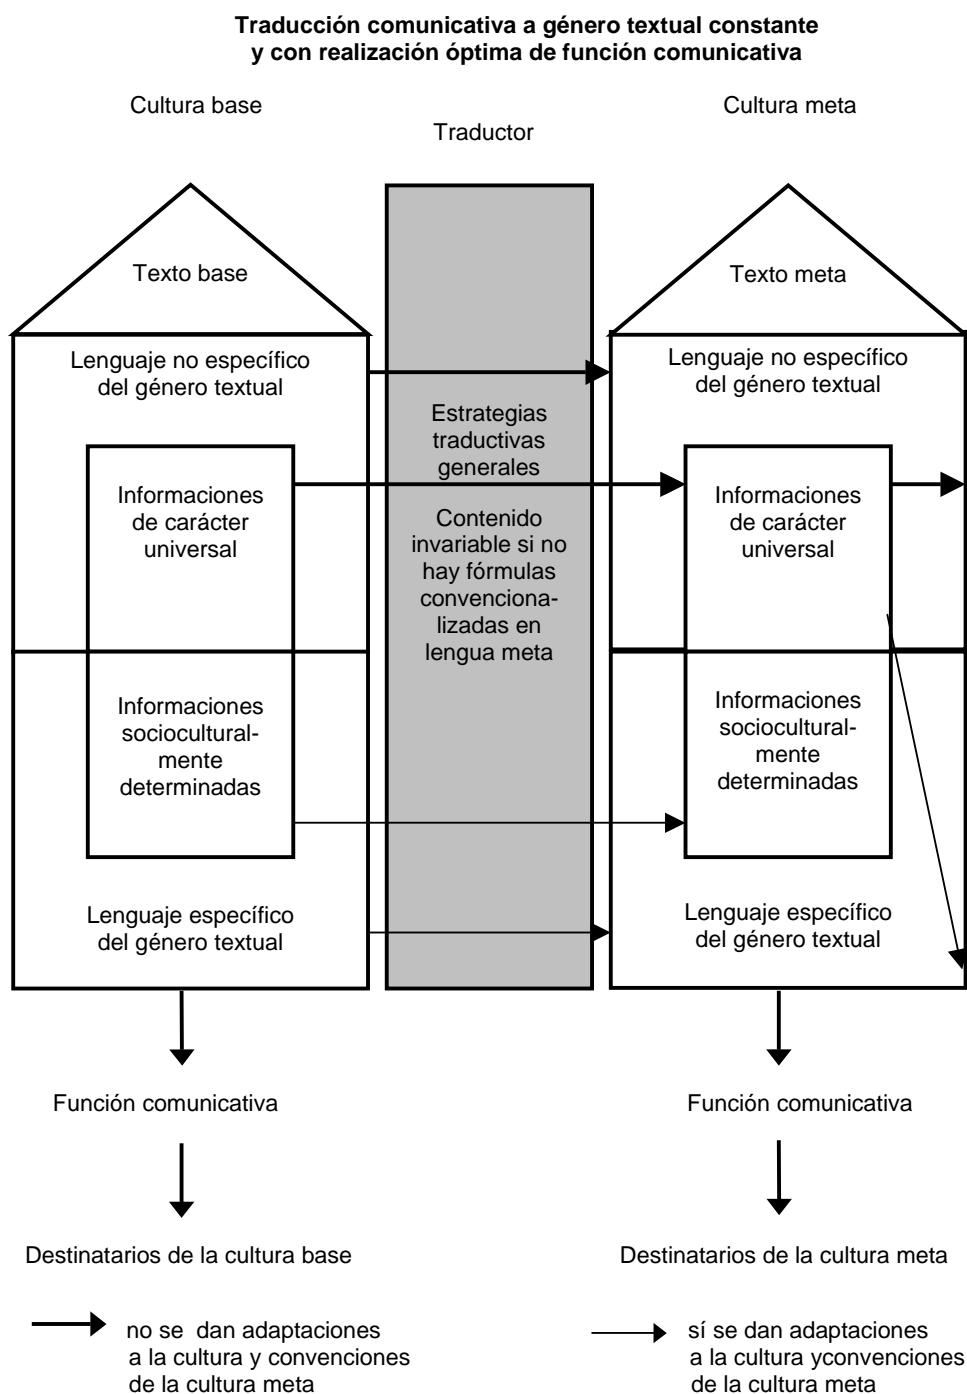 Traducción comunicativa a género textual constante
y con realización óptima de función comunicativa
Cultura base
Cultura meta
Traductor
Texto base
Texto meta
Lenguaje no específico
del género textual
Lenguaje no específico
del género textual
Estrategias
traductivas
generales
Informaciones
de carácter
universal
Contenido
invariable si no
hay fórmulas
convenciona-
lizadas en
lengua meta
Informaciones
de carácter
universal
Informaciones
sociocultural-
mente
determinadas
Informaciones
sociocultural-
mente
determinadas
Lenguaje específico
del género textual
Lenguaje específico
del género textual
Función comunicativa
Función comunicativa
Destinatarios de la cultura base
Destinatarios de la cultura meta
no se dan adaptaciones
a la cultura y convenciones
de la cultura meta
sí se dan adaptaciones
a la cultura yconvenciones
de la cultura meta